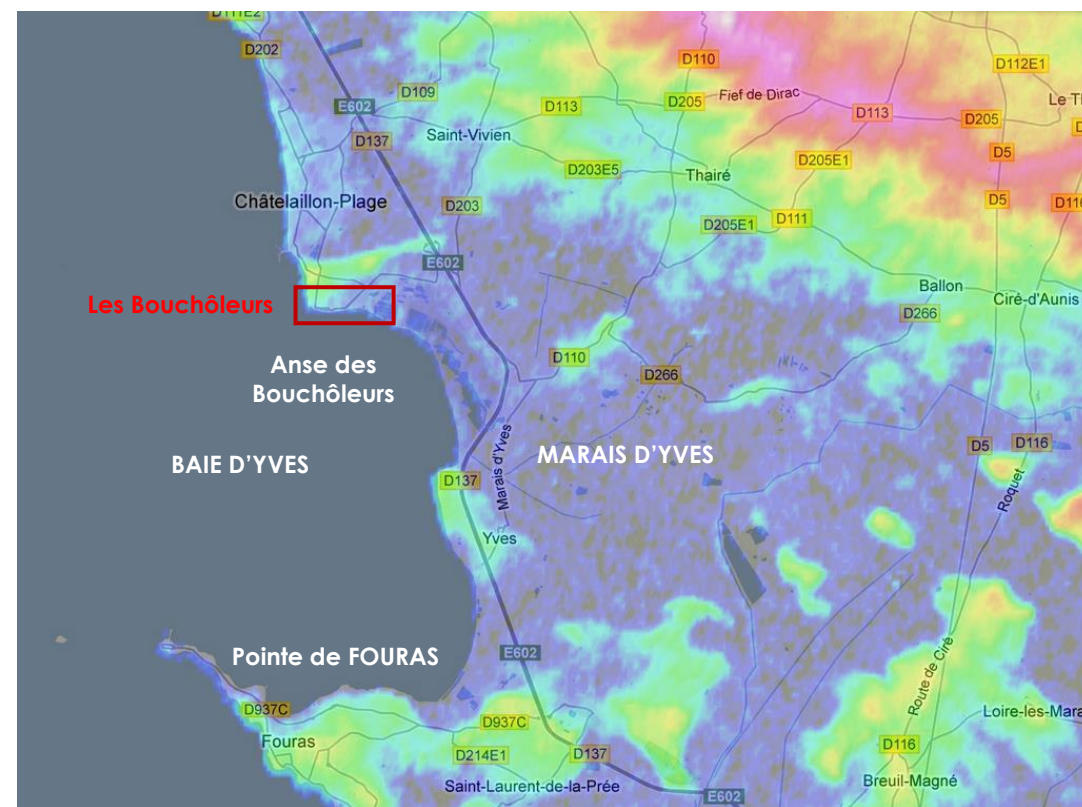 D111E2
D202
D110
D112E1
D109
E602
D113
D205
Fief de Dirac
D113
D205
D137
Saint-Vivien
D203E5
Thairé
D205E1
D5
Châtelaillon-Plage
D203
D205E1
D111
D5
E602
Ballon
Ciré-d'Aunis
Les Bouchôleurs
D266
Anse des
Bouchôleurs
D110
D266
BAIE D'YVES
Marais d'Yves
MARAIS D'YVES
D5
D116
D137
Roquet
Yves
Pointe de FOURAS
E602
Route de Ciré
D937C
D937C
Loire-les-Mara
Fouras
D214E1
D137
D116
Saint-Laurent-de-la-Prée
E602
Breuil-Magné